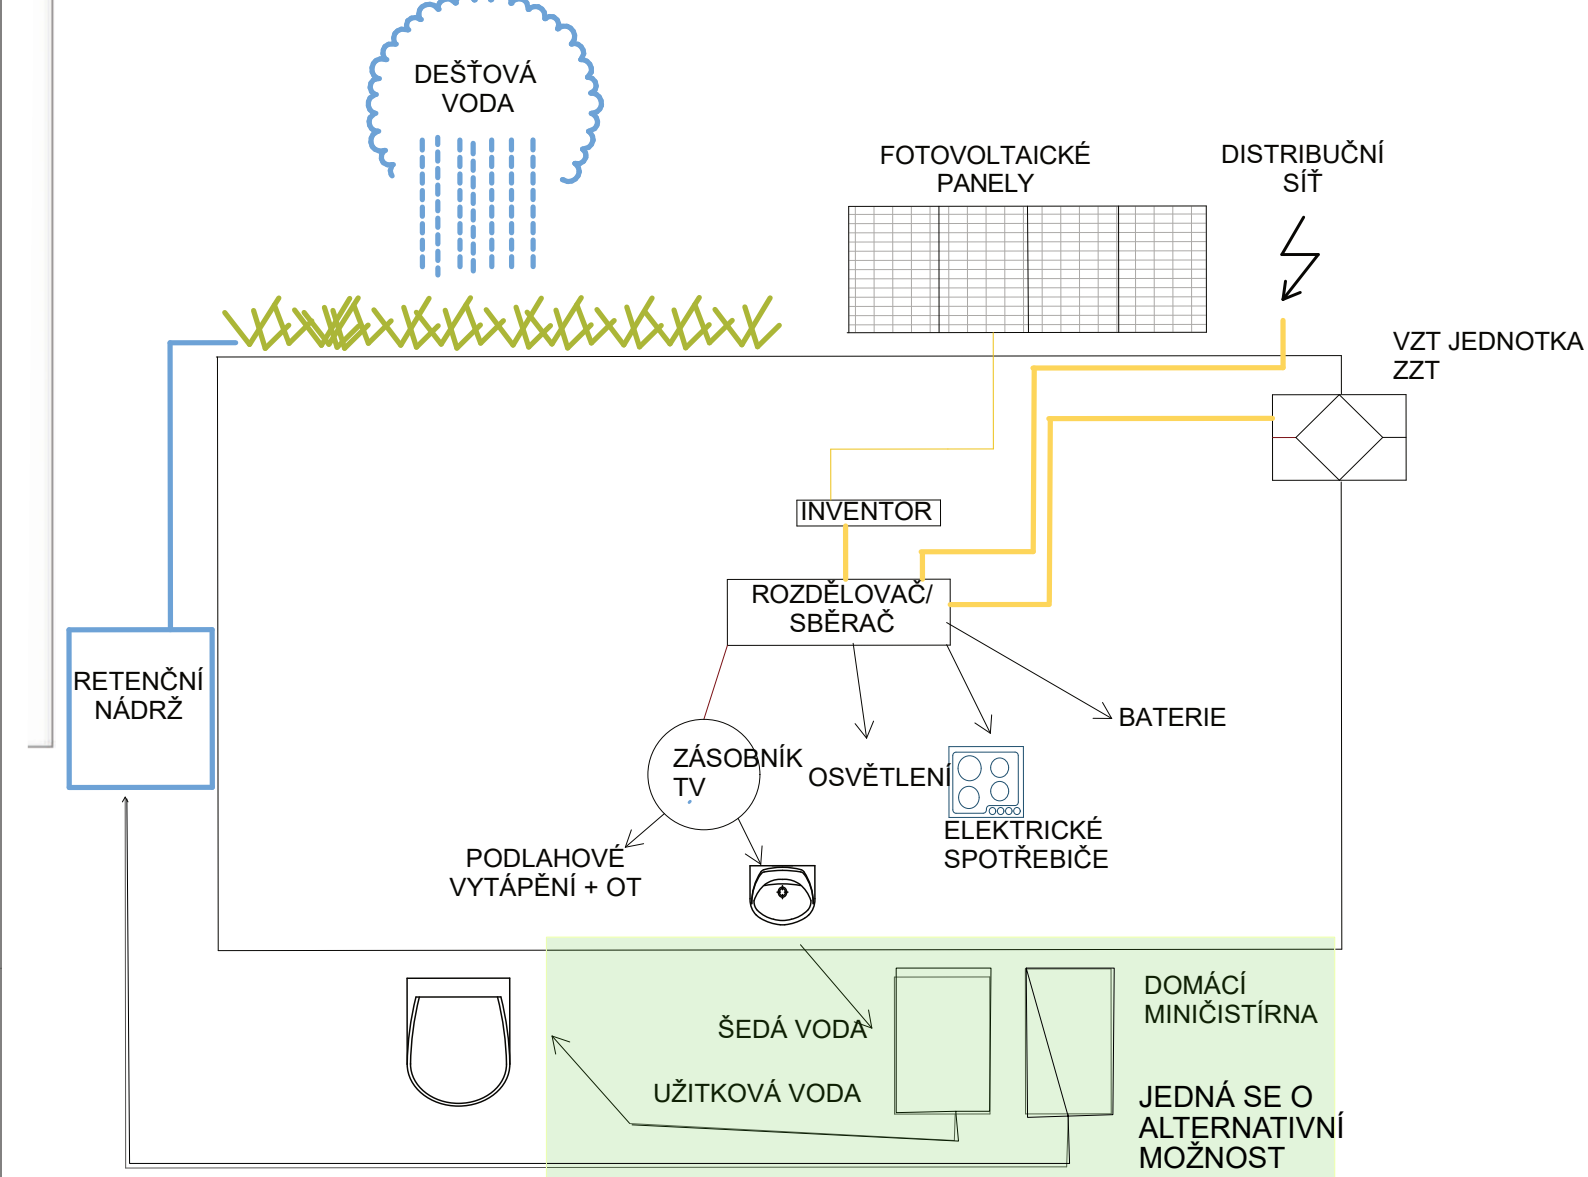 DEŠŤOVÁ
VODA
FOTOVOLTAICKÉ
PANELY
DISTRIBUČNÍ
SÍŤ
VZT JEDNOTKA
ZZT
INVENTOR
ROZDĚLOVAČ/
SBĚRAČ
RETENČNÍ
NÁDRŽ
BATERIE
ZÁSOBNÍK
TV
OSVĚTLENÍ
ELEKTRICKÉ
SPOTŘEBIČE
PODLAHOVÉ
VYTÁPĚNÍ + OT
DOMÁCÍ
MINIČISTÍRNA
ŠEDÁ VODA
UŽITKOVÁ VODA
JEDNÁ SE O
ALTERNATIVNÍ
MOŽNOST